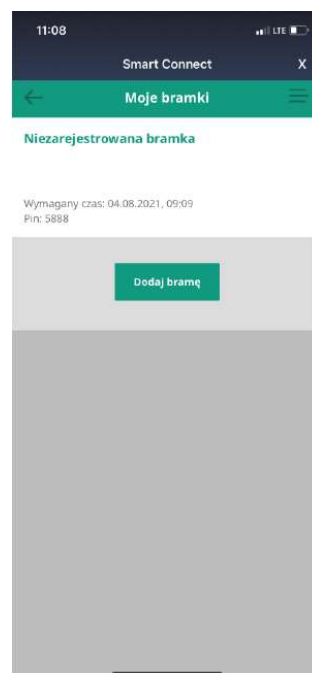 11:08
LTE
Smart Connect
X
Moje bramki
Niezarejestrowana bramka
Wymagany czas: 04.08.2021, 09:09
Pin: 5888
Dodaj bramę